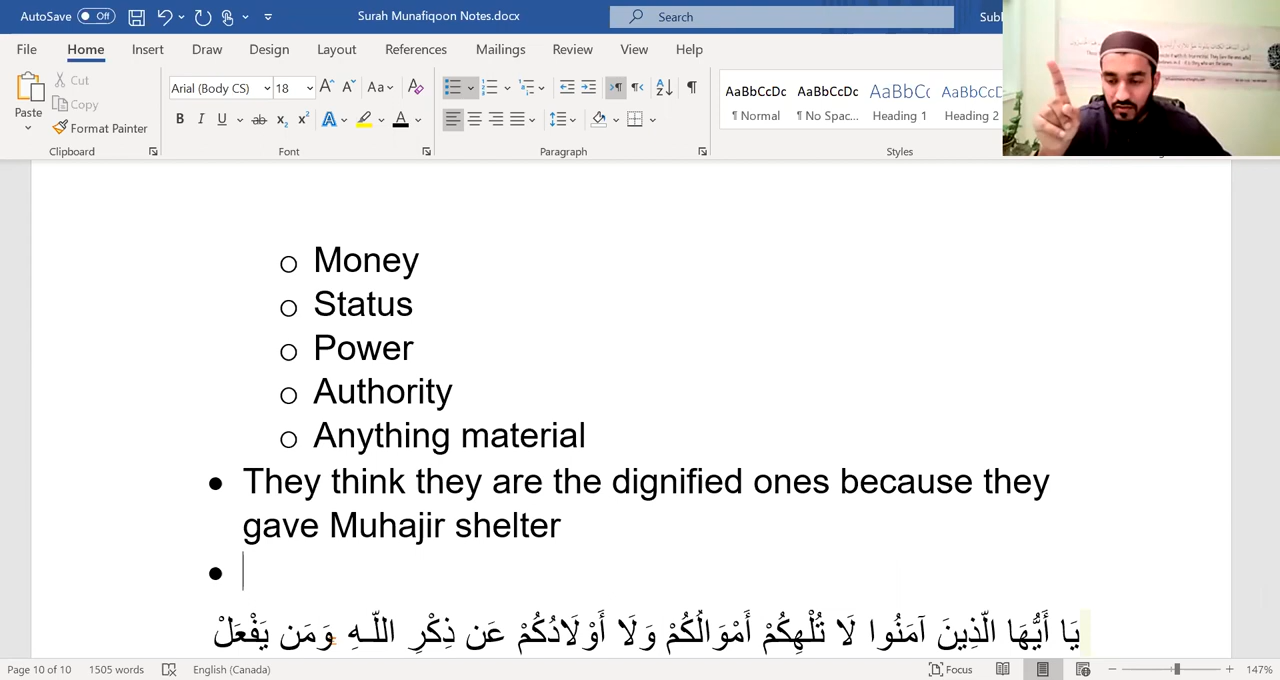 AutoSave Off Surah Munafiqoon Notes.docx Search
File Home Insert Draw Design Layout References Mailings Review View Help
Paste Cut Copy Format Painter
Arial (Body CS) 18 Aa
AaBbCcDc AaBbCcDc AaBbCc AaBbCcD
¶ Normal ¶ No Spac... Heading 1 Heading 2
Clipboard Font Paragraph Styles
Money
Status
Power
Authority
Anything material
They think they are the dignified ones because they
gave Muhajir shelter
يَا أَيُّهَا الَّذِينَ آمَنُوا لَا تُلْهِكُمْ أَمْوَالُكُمْ وَلَا أَوْلَادُكُمْ عَن ذِكْرِ اللَّـهِ وَمَن يَفْعَلْ
Page 10 of 10 1505 words English (Canada) Focus 147%